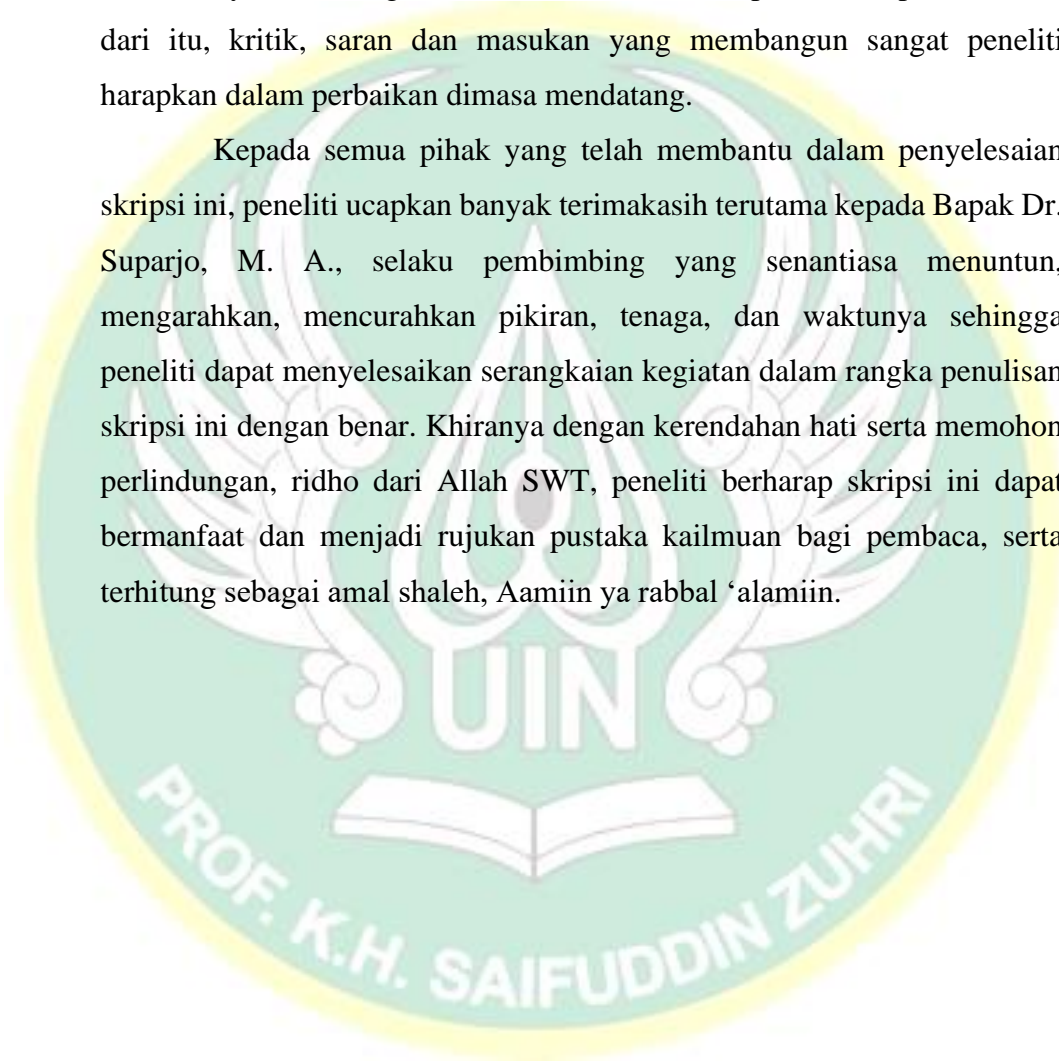 dari itu, kritik, saran dan masukan yang membangun sangat peneliti
harapkan dalam perbaikan dimasa mendatang.
Kepada semua pihak yang telah membantu dalam penyelesaian
skripsi ini, peneliti ucapkan banyak terimakasih terutama kepada Bapak Dr.
Suparjo, M. A., selaku pembimbing yang senantiasa menuntun,
mengarahkan, mencurahkan pikiran, tenaga, dan waktunya sehingga
peneliti dapat menyelesaikan serangkaian kegiatan dalam rangka penulisan
skripsi ini dengan benar. Khiranya dengan kerendahan hati serta memohon
perlindungan, ridho dari Allah SWT, peneliti berharap skripsi ini dapat
bermanfaat dan menjadi rujukan pustaka kailmuan bagi pembaca, serta
terhitung sebagai amal shaleh, Aamiin ya rabbal ‘alamiin.
UIN
PROF. K.H. SAIFUDDIN ZUHRI